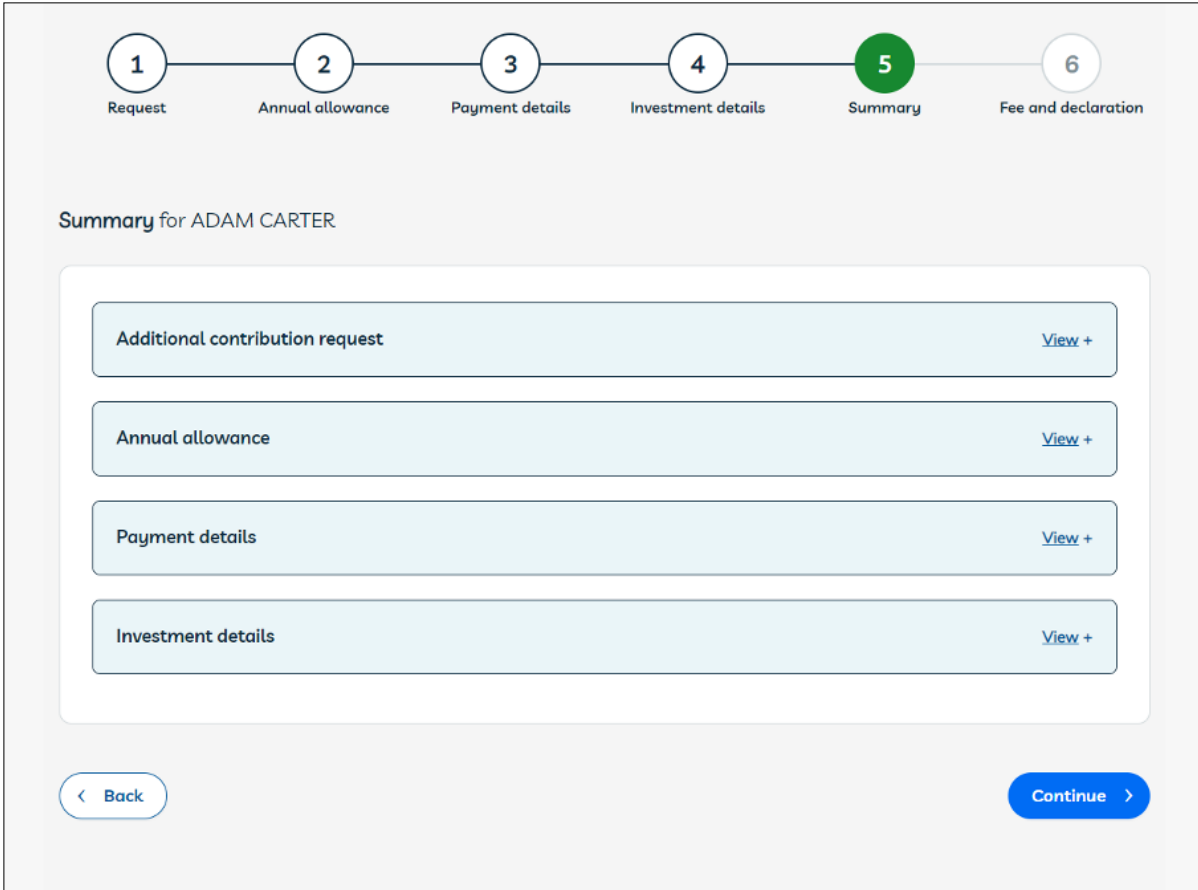 1 2 3 4 5 6
Request Annual allowance Payment details Investment details Summary Fee and declaration
Summary for ADAM CARTER
Additional contribution request View +
Annual allowance View +
Payment details View +
Investment details View +
< Back Continue >